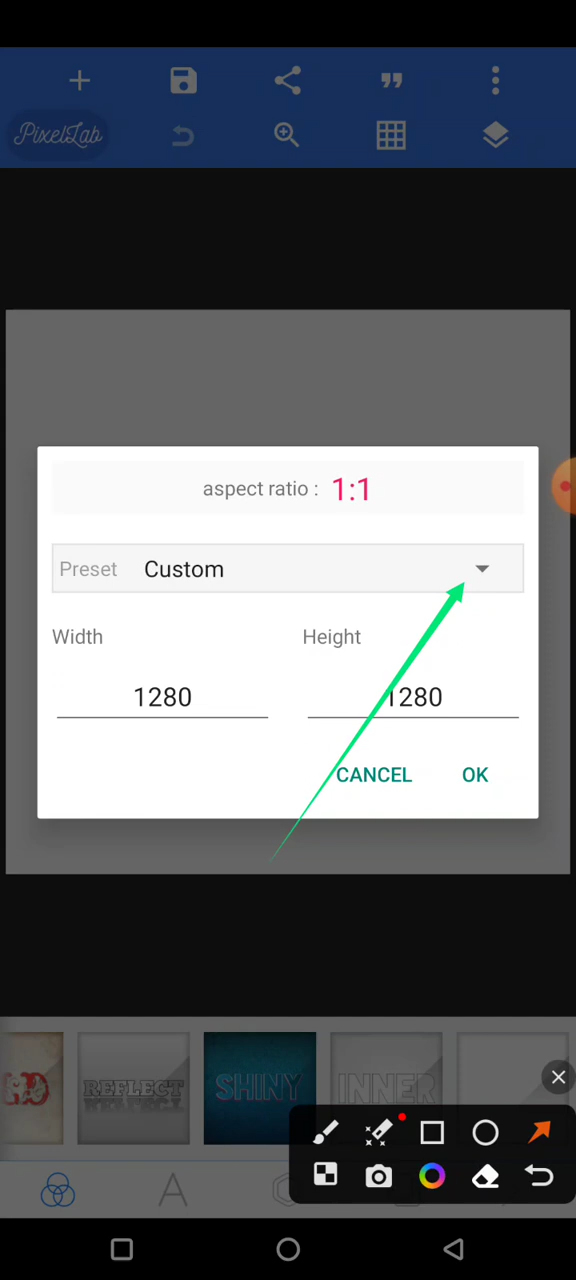 PixelLab
aspect ratio : 1:1
Preset Custom
Width Height
1280 1280
CANCEL OK
REFLECT
SHINY
INNER
A